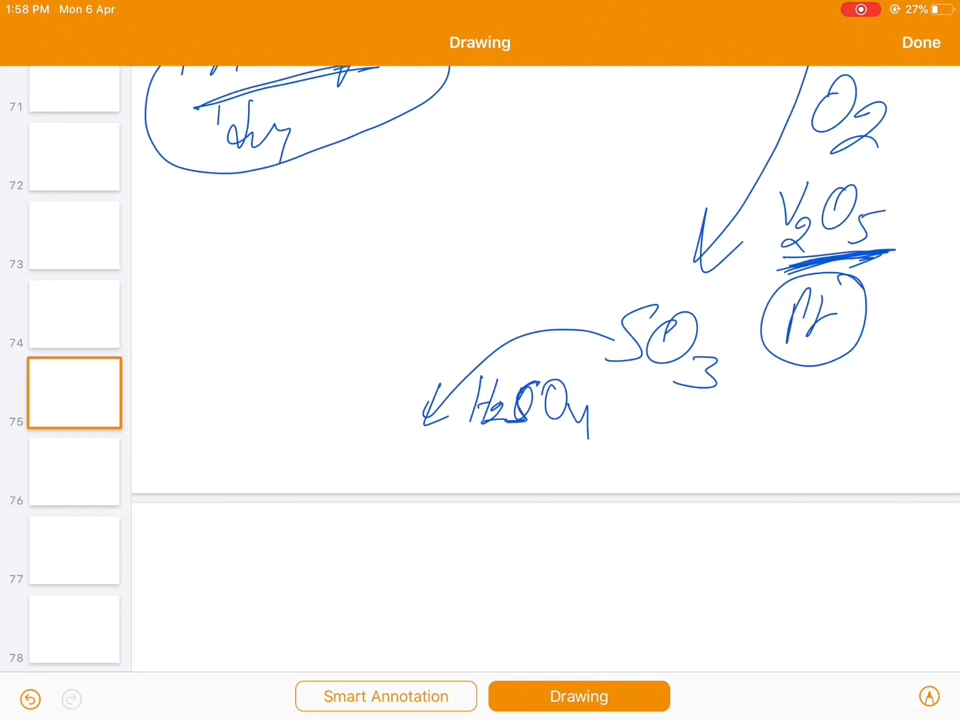 1:58 PM Mon 6 Apr
27%
Drawing
Done
71
72
73
74
75
76
77
78
O2
V2O5
Pt
SO3
H2SO4
Smart Annotation
Drawing